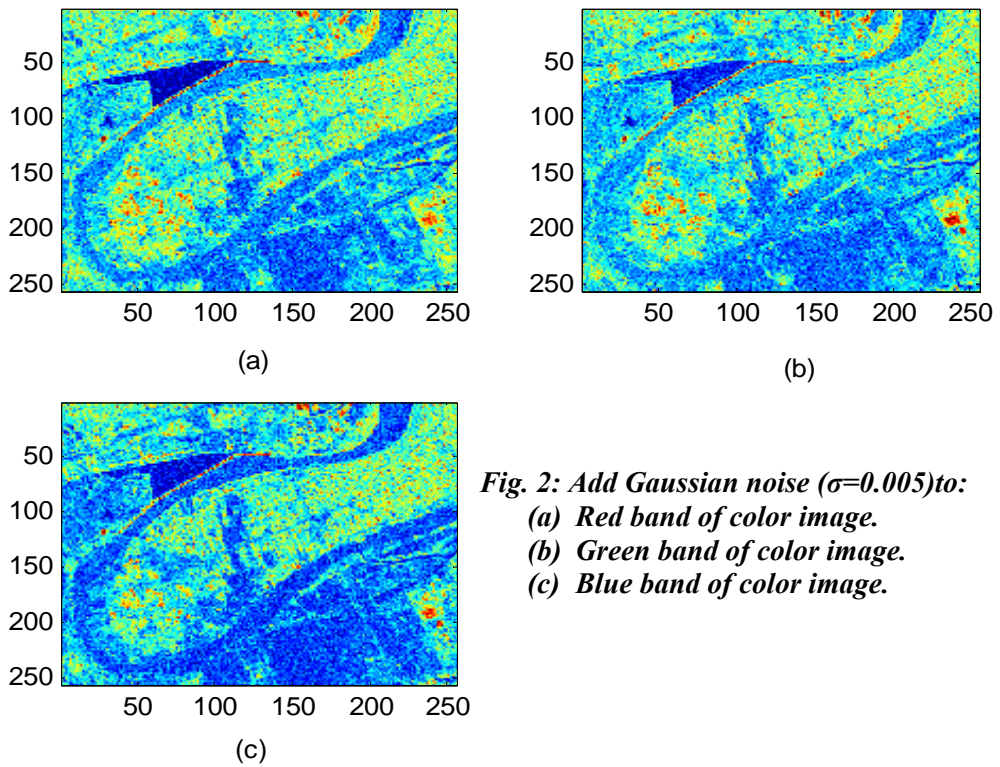 50
100
150
200
250
50 100 150 200 250
(a)
50
100
150
200
250
50 100 150 200 250
(b)
50
100
150
200
250
50 100 150 200 250
(c)
Fig. 2: Add Gaussian noise (σ=0.005)to:
(a) Red band of color image.
(b) Green band of color image.
(c) Blue band of color image.